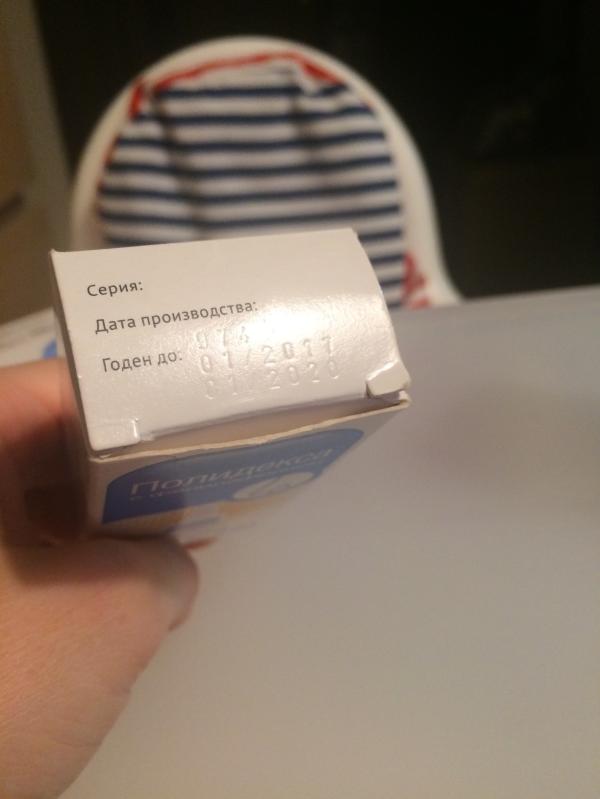 Серия:
Дата производства:
Годен до:
01/2017
01/2020
Полидекса